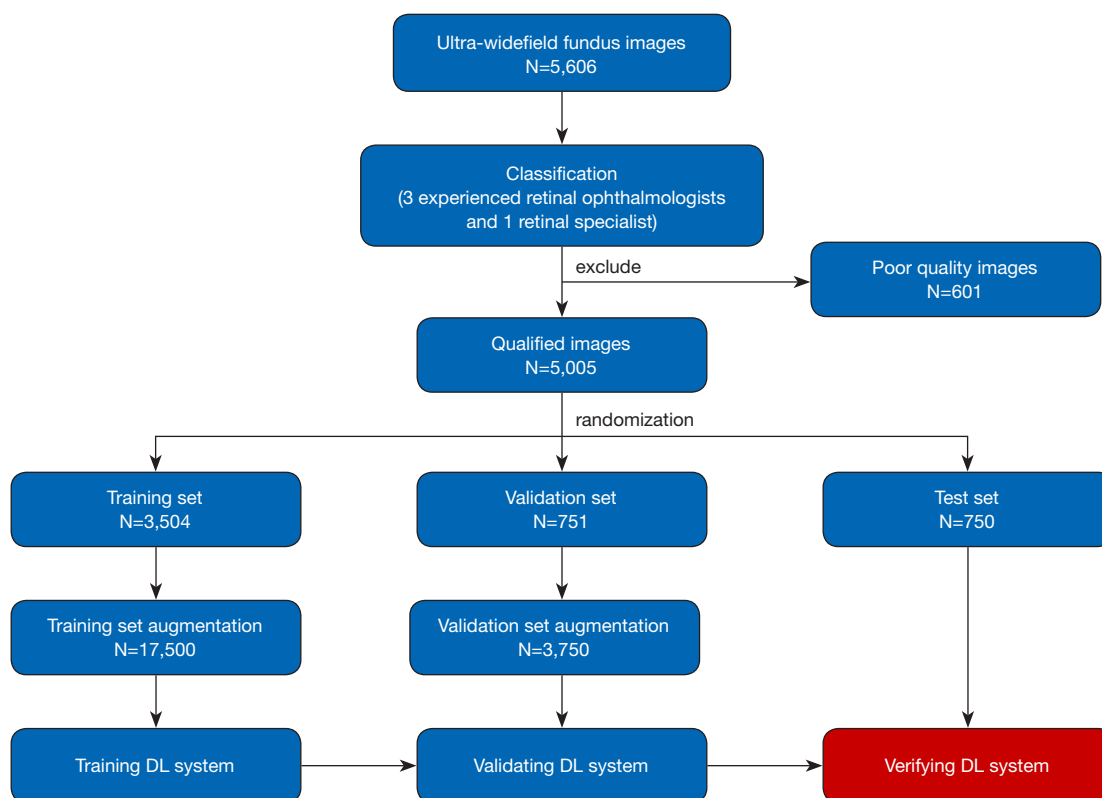 Ultra-widefield fundus images
N=5,606
Classification
(3 experienced retinal ophthalmologists
and 1 retinal specialist)
exclude
Poor quality images
N=601
Qualified images
N=5,005
randomization
Training set
N=3,504
Validation set
N=751
Test set
N=750
Training set augmentation
N=17,500
Validation set augmentation
N=3,750
Training DL system
Validating DL system
Verifying DL system